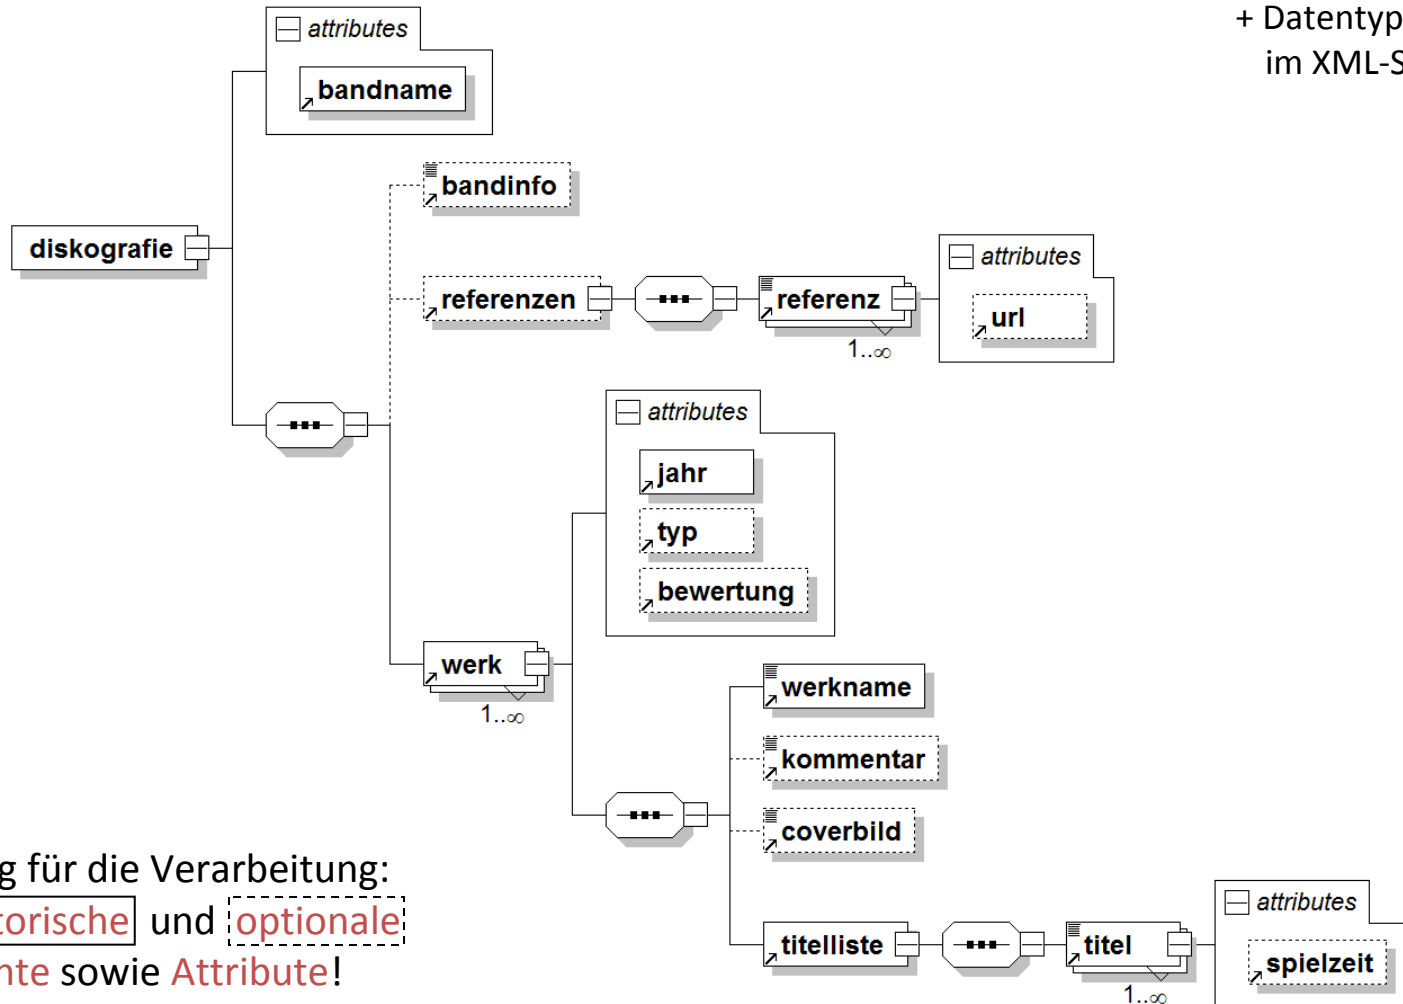 + Datentyp
im XML-S
attributes
bandname
bandinfo
diskografie
referenzen
referenz
1..∞
attributes
url
attributes
jahr
typ
bewertung
werk
1..∞
werkname
kommentar
coverbild
titelliste
titel
1..∞
attributes
spielzeit
g für die Verarbeitung:
torische und optionale
nte sowie Attribute!